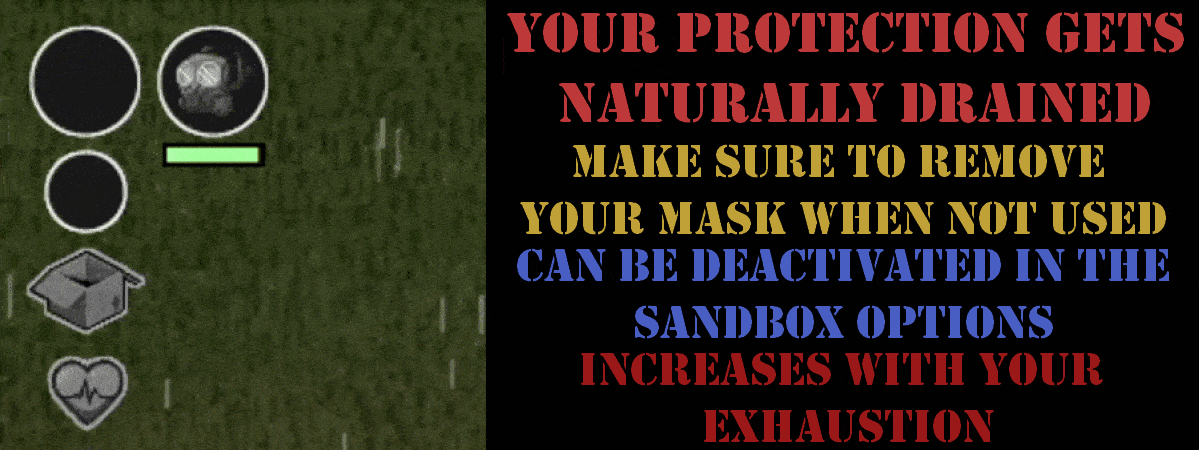 YOUR PROTECTION GETS
NATURALLY DRAINED
MAKE SURE TO REMOVE
YOUR MASK WHEN NOT USED
CAN BE DEACTIVATED IN THE
SANDBOX OPTIONS
INCREASES WITH YOUR
EXHAUSTION